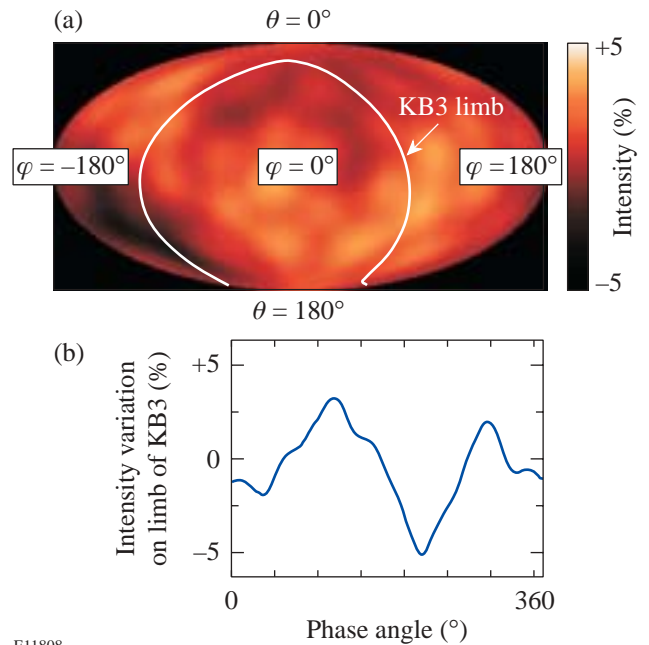 (a)
θ = 0°
+5
KB3 limb
φ = –180°
φ = 0°
φ = 180°
Intensity (%)
–5
θ = 180°
(b)
+5
Intensity variation
on limb of KB3 (%)
0
–5
0
360
Phase angle (°)